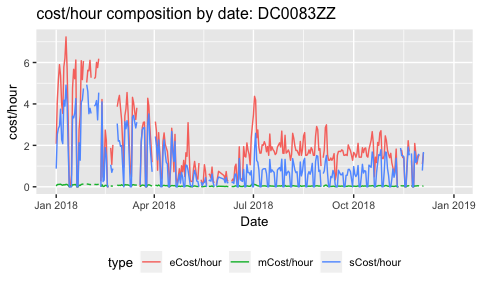 cost/hour composition by date: DC0083ZZ
cost/hour
6
4
2
0
Jan 2018 Apr 2018 Jul 2018 Oct 2018 Jan 2019
Date
type eCost/hour mCost/hour sCost/hour